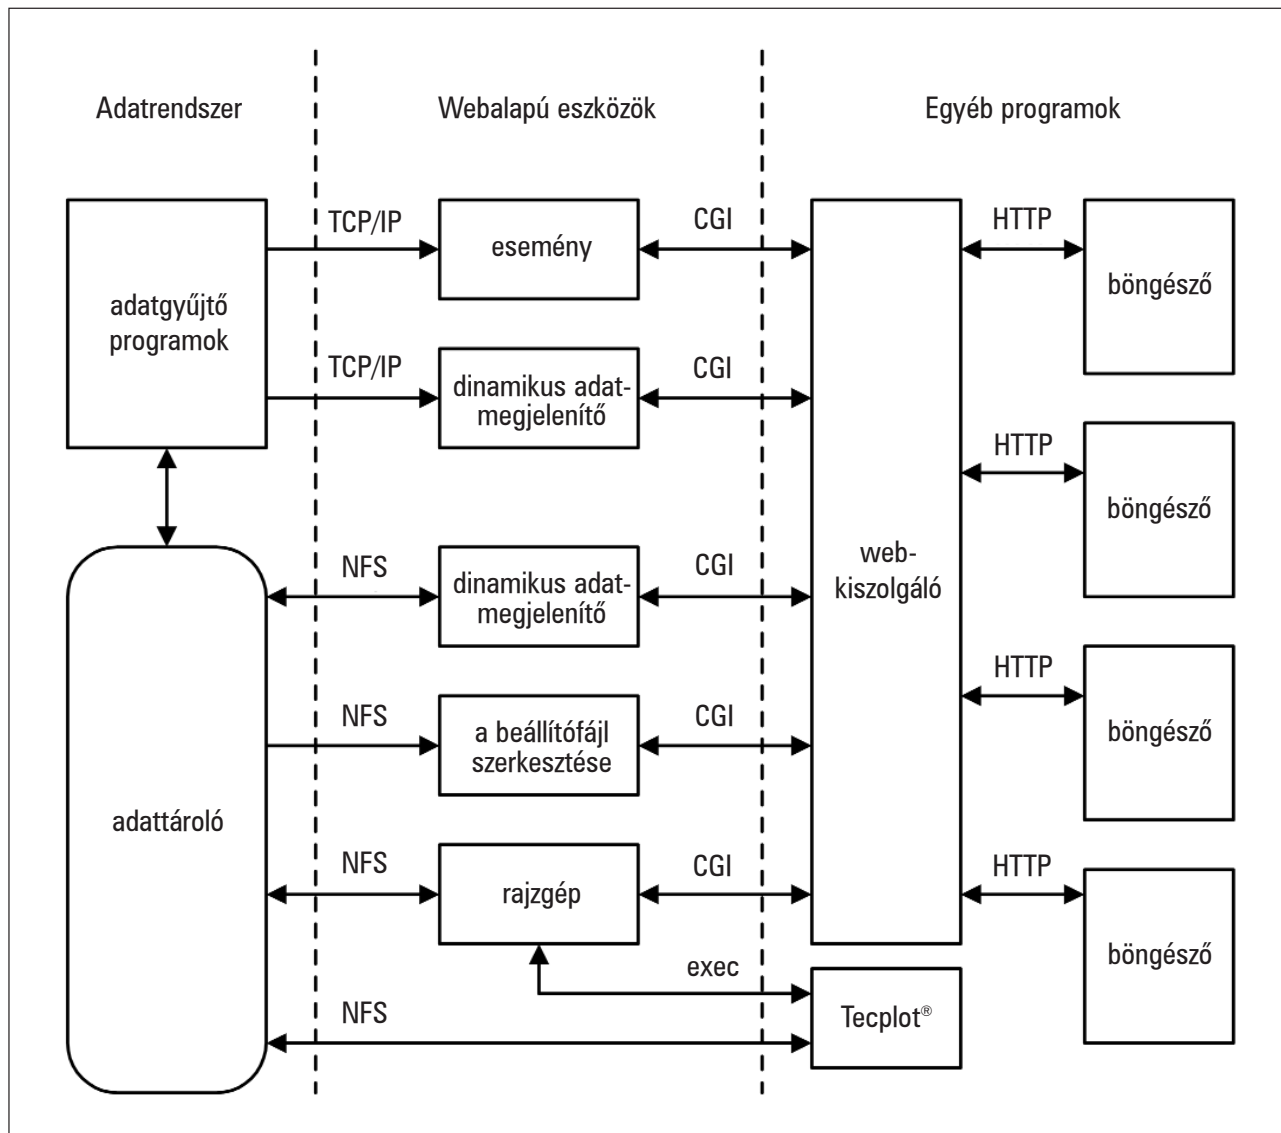 Adatrendszer
Webalapú eszközök
Egyéb programok
TCP/IP
CGI
HTTP
adatgyűjtő
programok
esemény
böngésző
TCP/IP
CGI
dinamikus adat-
megjelenítő
HTTP
böngésző
NFS
CGI
dinamikus adat-
megjelenítő
web-
kiszolgáló
HTTP
NFS
CGI
a beállítófájl
szerkesztése
böngésző
adattároló
NFS
CGI
HTTP
rajzgép
böngésző
exec
NFS
Tecplot®